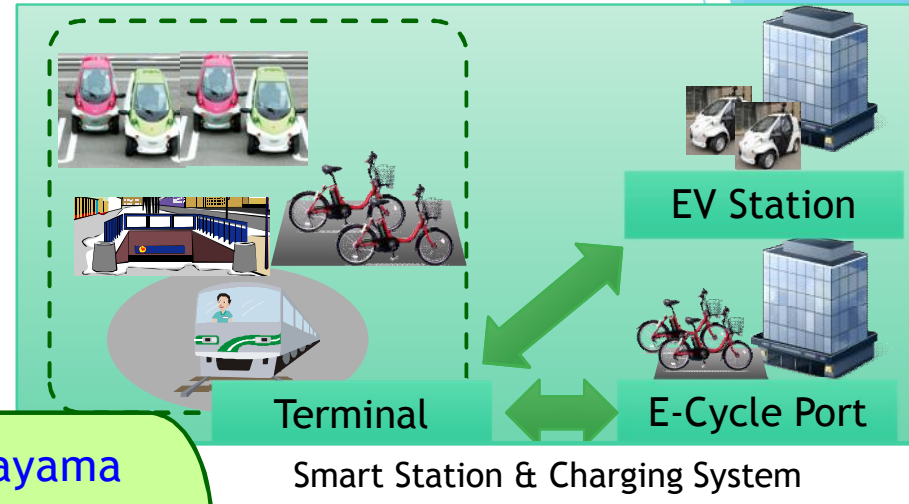 EV Station
Terminal
E-Cycle Port
ayama
Smart Station & Charging System